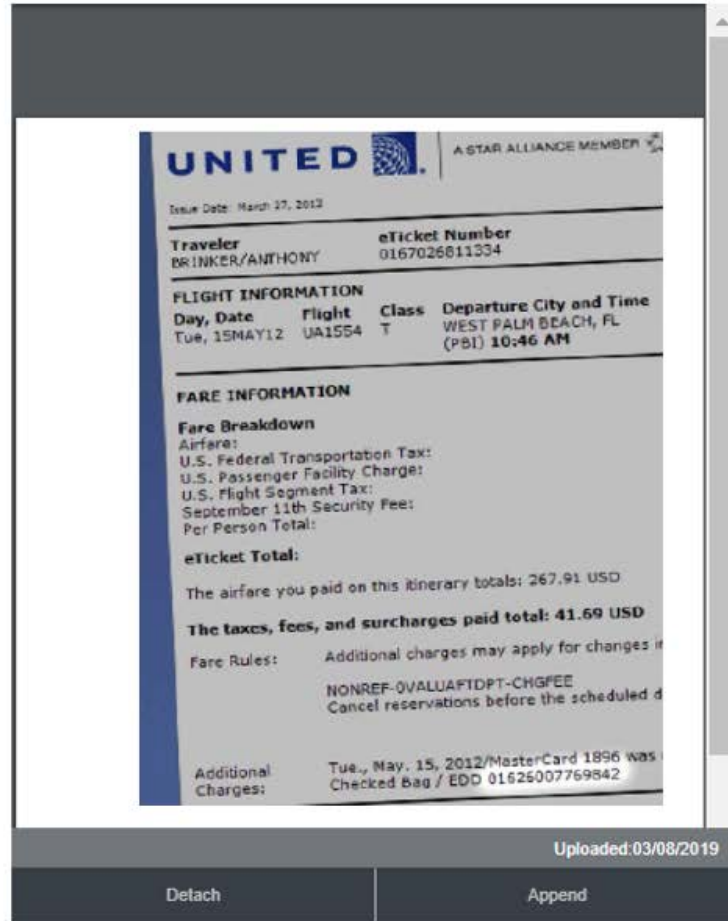 UNITED
A STAR ALLIANCE MEMBER
Issue Date: March 27, 2012
Traveler eTicket Number
BRINKER/ANTHONY 0167026811334
FLIGHT INFORMATION
Day, Date Flight Class Departure City and Time
Tue, 15MAY12 UA1554 T WEST PALM BEACH, FL
(PBI) 10:46 AM
FARE INFORMATION
Fare Breakdown
Airfare:
U.S. Federal Transportation Tax:
U.S. Passenger Facility Charge:
U.S. Flight Segment Tax:
September 11th Security Fee:
Per Person Total:
eTicket Total:
The airfare you paid on this itinerary totals: 267.91 USD
The taxes, fees, and surcharges paid total: 41.69 USD
Fare Rules: Additional charges may apply for changes
NONREF-0VALUAFTDPT-CHGFEE
Cancel reservations before the scheduled
Additional Tue., May. 15, 2012/MasterCard 1896 was
Charges: Checked Bag / EDD 01626007769842
Uploaded:03/08/2019
Detach Append